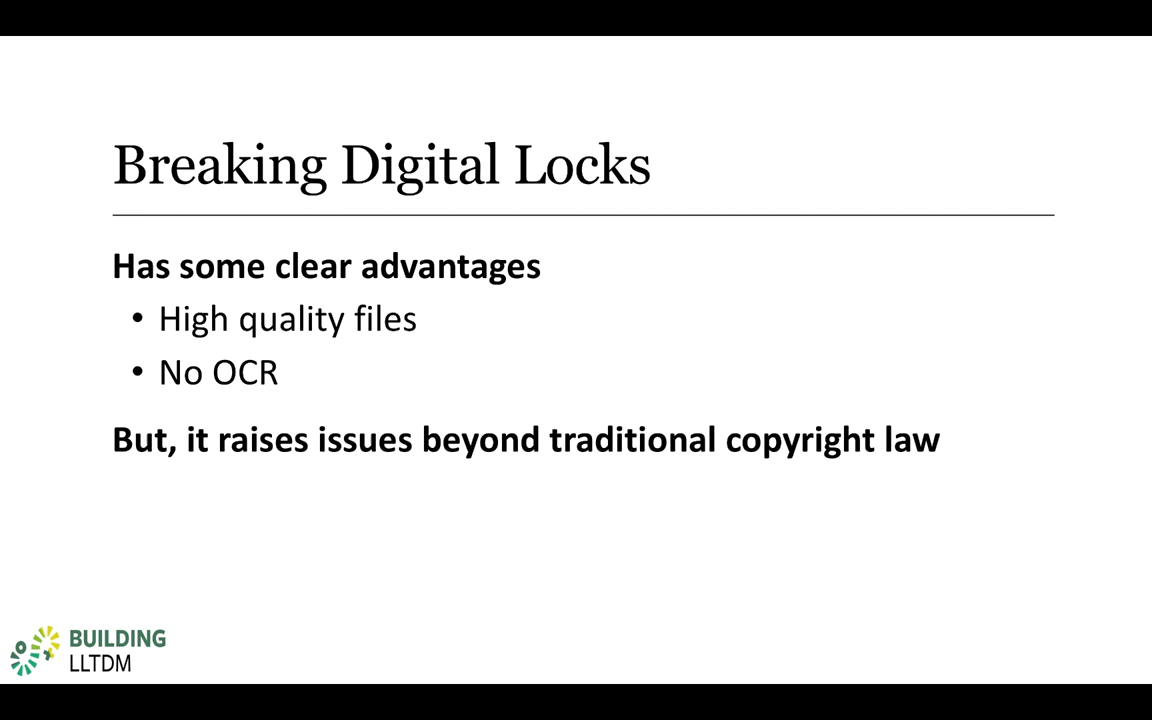 Breaking Digital Locks
Has some clear advantages
• High quality files
• No OCR
But, it raises issues beyond traditional copyright law
BUILDING
LLTDM